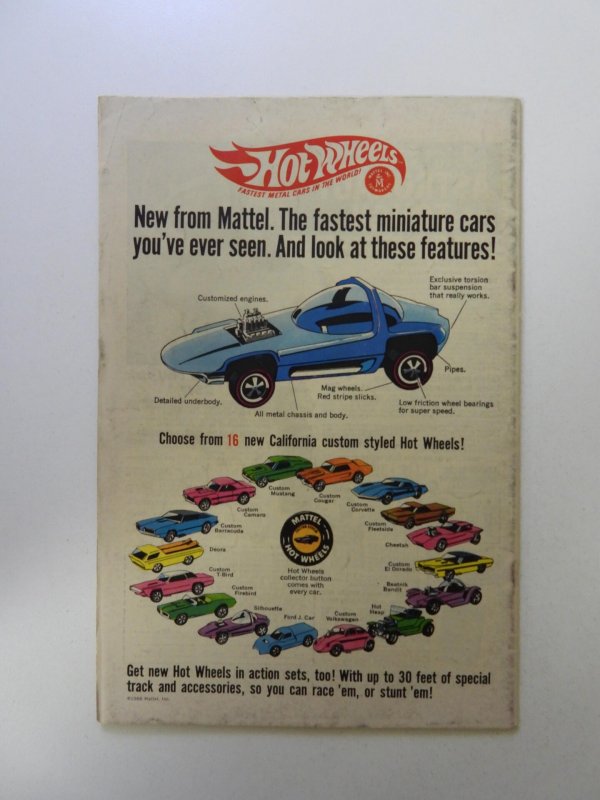 HOT WHEELS
FASTEST METAL CARS IN THE WORLD!
MATTEL, INC.
M
New from Mattel. The fastest miniature cars
you've ever seen. And look at these features!
Exclusive torsion
bar suspension
that really works.
Customized engines.
Pipes.
Mag wheels.
Red stripe slicks.
Detailed underbody.
Low friction wheel bearings
for super speed.
All metal chassis and body.
Choose from 16 new California custom styled Hot Wheels!
Custom
Mustang
Custom
Cougar
Custom
Corvette
Custom
Camaro
Custom
Fleetside
Custom
Barracuda
MATTEL
HOT WHEELS
Cheetah
Deora
Hot Wheels
collector button
comes with
every car.
Custom
El Dorado
Custom
T-Bird
Beatnik
Bandit
Custom
Firebird
Silhouette
Ford J. Car
Custom
Volkswagen
Hot
Heap
Get new Hot Wheels in action sets, too! With up to 30 feet of special
track and accessories, so you can race 'em, or stunt 'em!
©1968 Mattel, Inc.